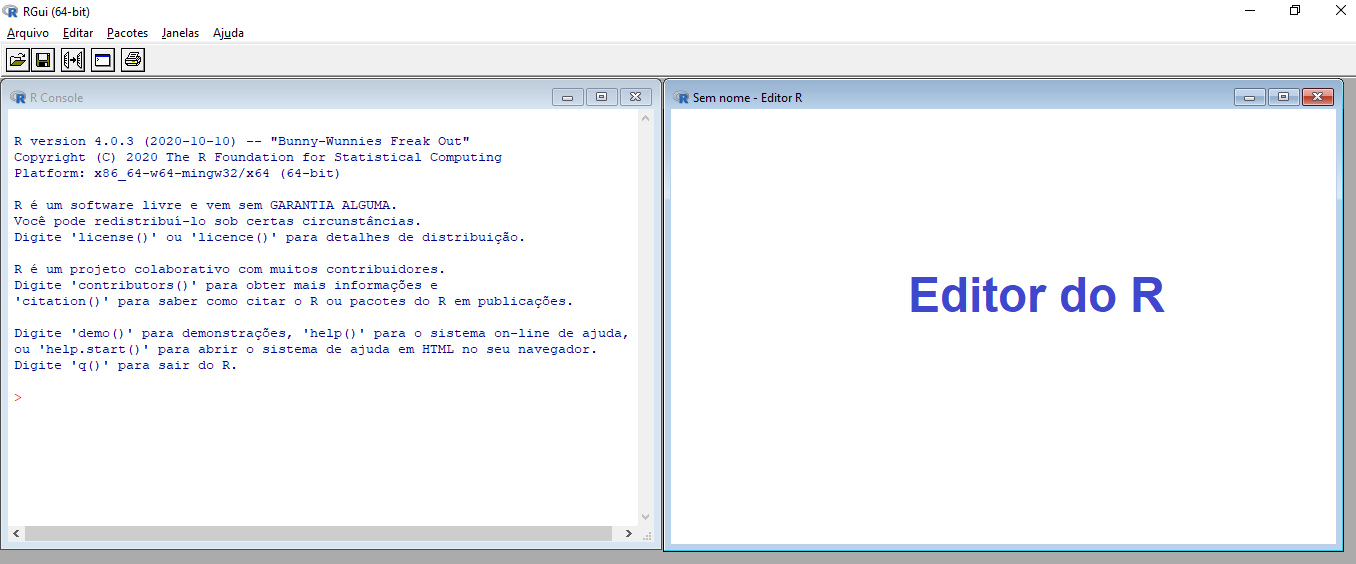 RGui (64-bit)
Arquivo Editar Pacotes Janelas Ajuda
R Console
R version 4.0.3 (2020-10-10) -- "Bunny-Wunnies Freak Out"
Copyright (C) 2020 The R Foundation for Statistical Computing
Platform: x86_64-w64-mingw32/x64 (64-bit)
R é um software livre e vem sem GARANTIA ALGUMA.
Você pode redistribuí-lo sob certas circunstâncias.
Digite 'license()' ou 'licence()' para detalhes de distribuição.
R é um projeto colaborativo com muitos contribuidores.
Digite 'contributors()' para obter mais informações e
'citation()' para saber como citar o R ou pacotes do R em publicações.
Digite 'demo()' para demonstrações, 'help()' para o sistema on-line de ajuda,
ou 'help.start()' para abrir o sistema de ajuda em HTML no seu navegador.
Digite 'q()' para sair do R.
>
Sem nome - Editor R
Editor do R